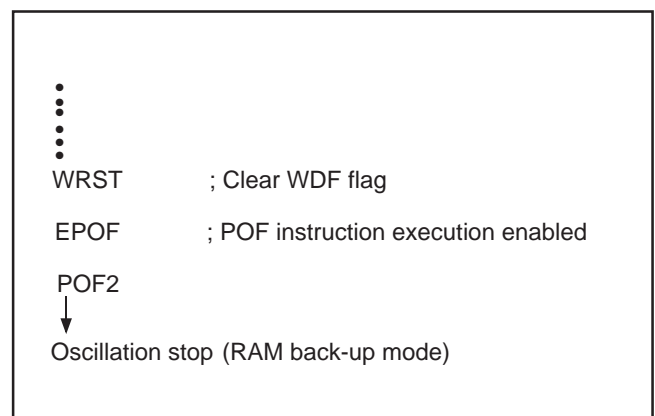 WRST ; Clear WDF flag
EPOF ; POF instruction execution enabled
POF2
Oscillation stop (RAM back-up mode)